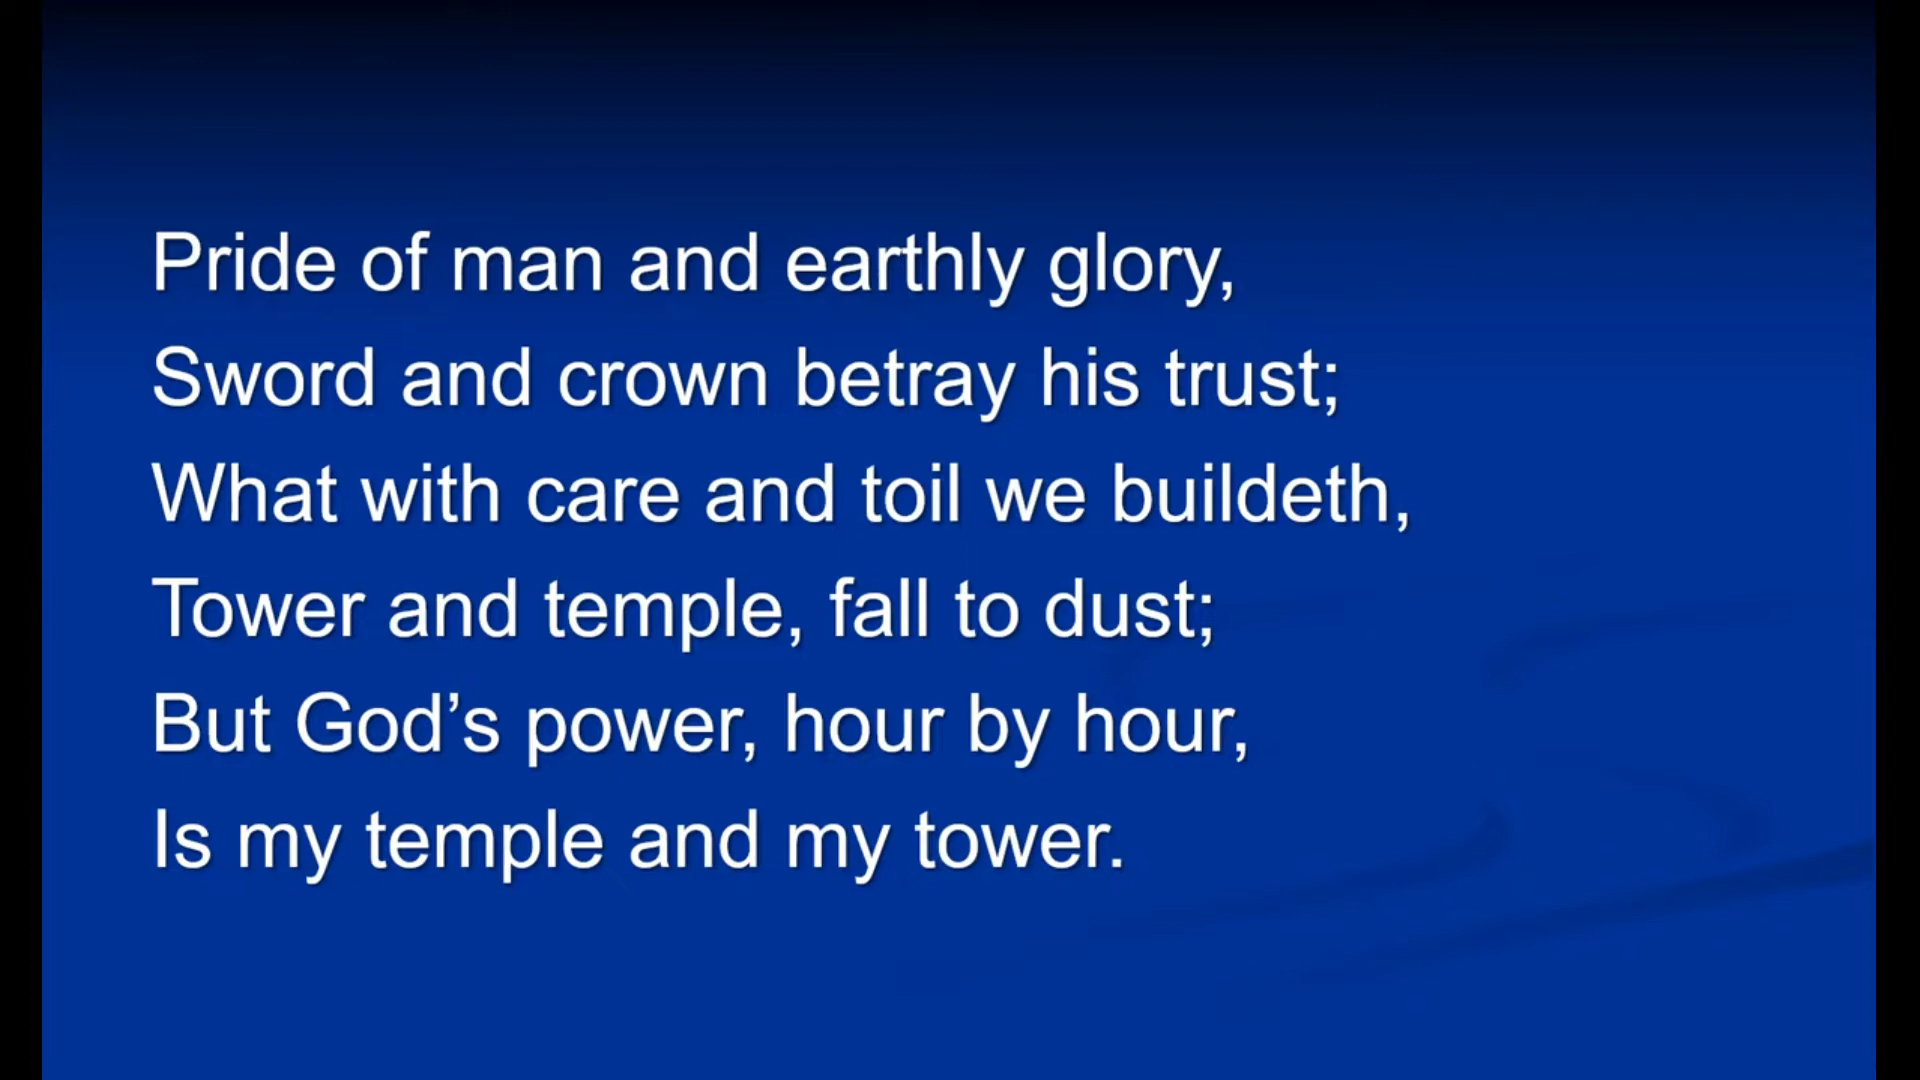 Pride of man and earthly glory,
Sword and crown betray his trust;
What with care and toil we buildeth,
Tower and temple, fall to dust;
But God’s power, hour by hour,
Is my temple and my tower.